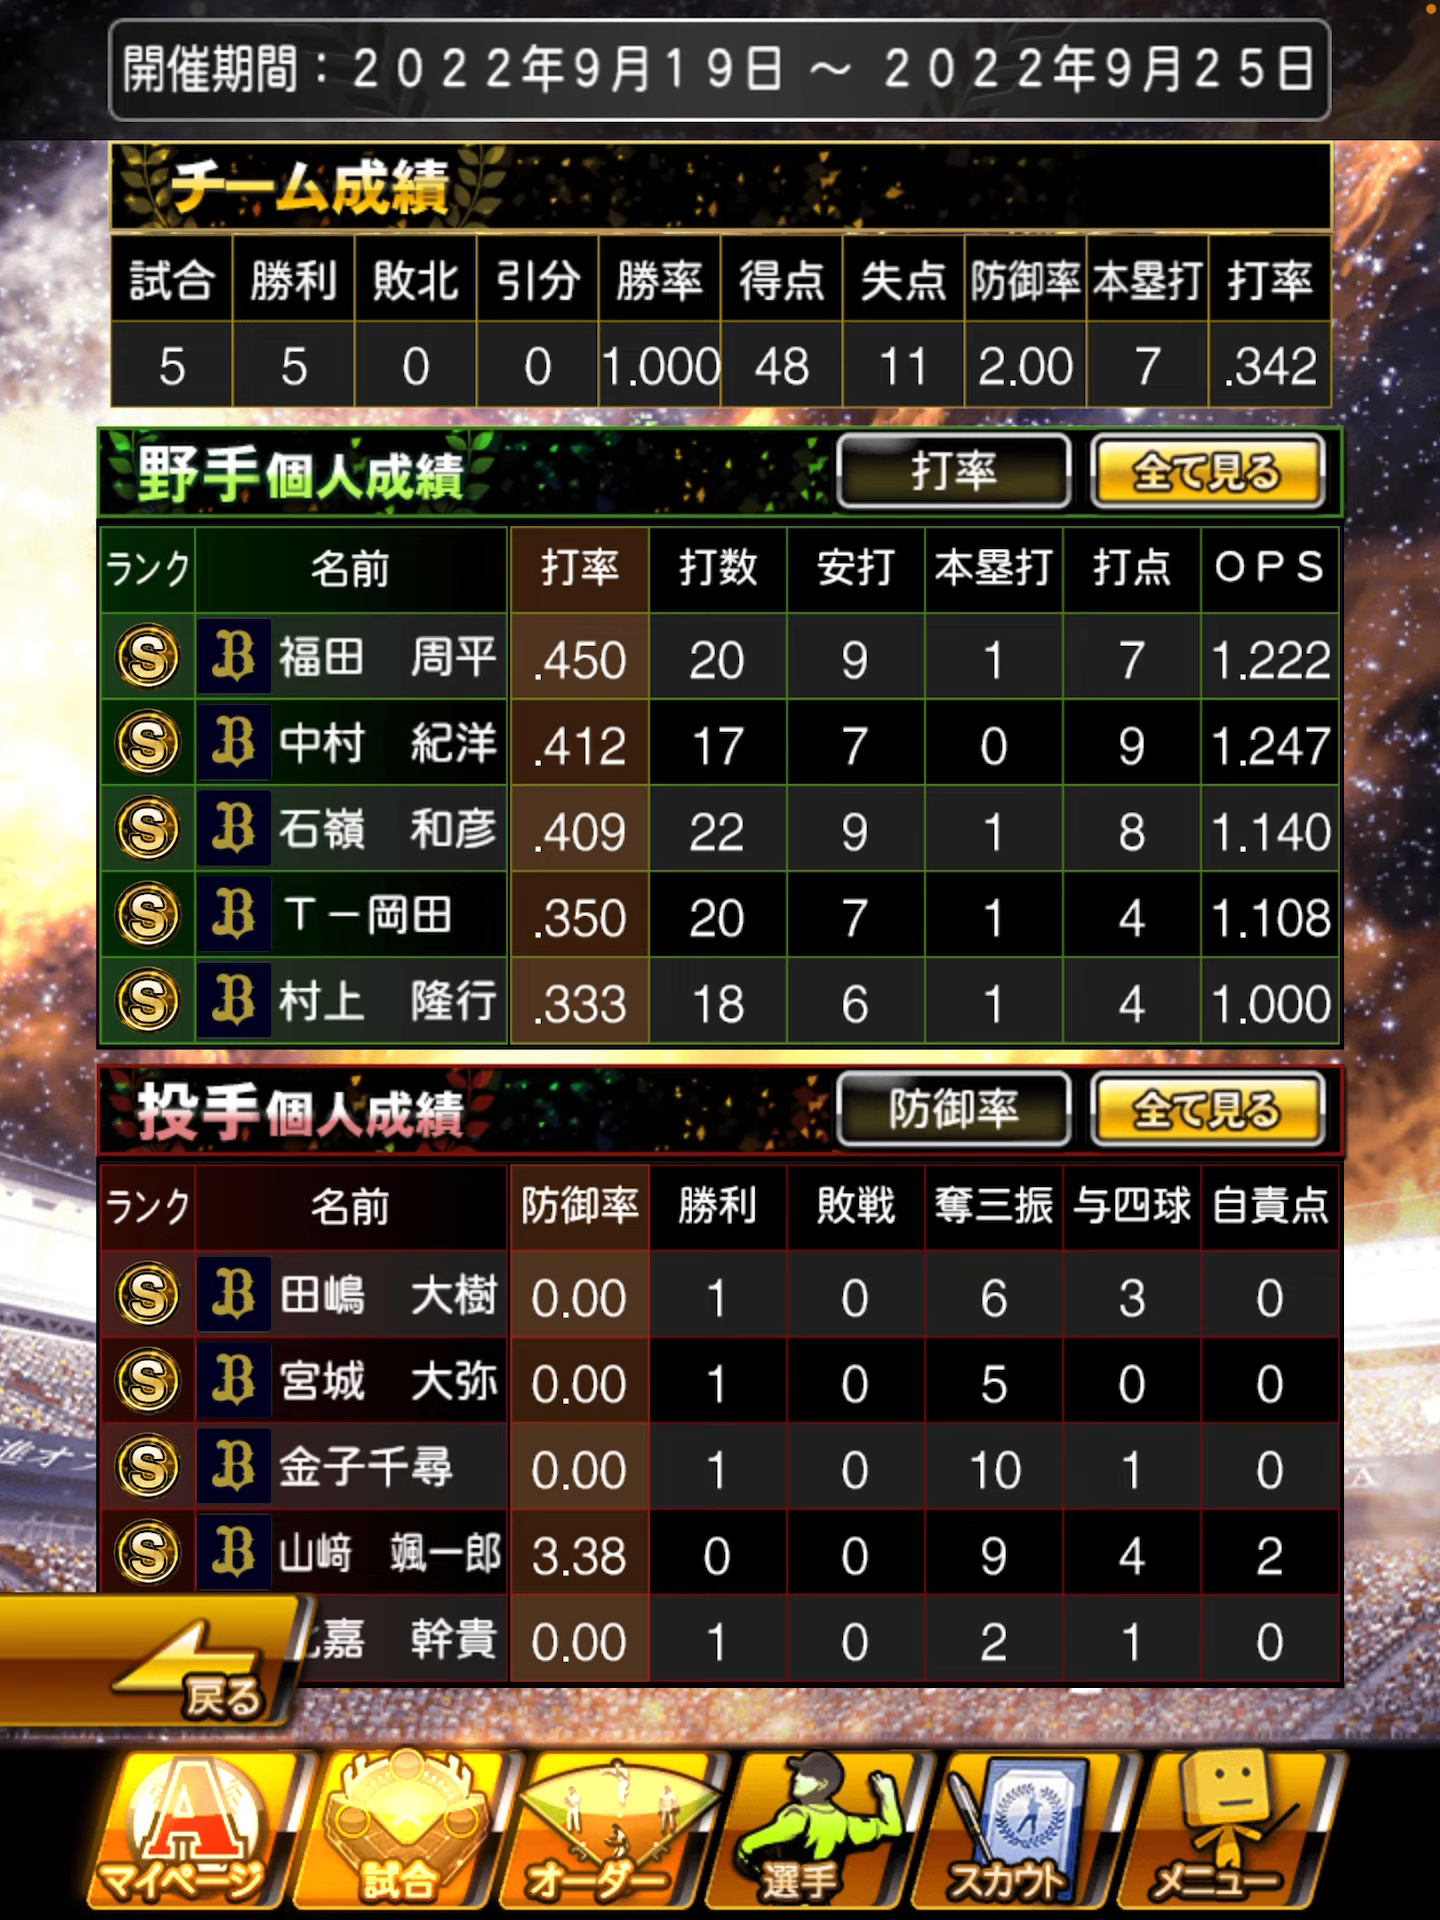 開催期間：２０２２年９月１９日 ～ ２０２２年９月２５日
チーム成績
試合 勝利 敗北 引分 勝率 得点 失点 防御率 本塁打 打率
5 5 0 0 1.000 48 11 2.00 7 .342
野手個人成績 打率 全て見る
ランク 名前 打率 打数 安打 本塁打 打点 ＯＰＳ
S B 福田　周平 .450 20 9 1 7 1.222
S B 中村　紀洋 .412 17 7 0 9 1.247
S B 石嶺　和彦 .409 22 9 1 8 1.140
S B Ｔ－岡田 .350 20 7 1 4 1.108
S B 村上　隆行 .333 18 6 1 4 1.000
投手個人成績 防御率 全て見る
ランク 名前 防御率 勝利 敗戦 奪三振 与四球 自責点
S B 田嶋　大樹 0.00 1 0 6 3 0
S B 宮城　大弥 0.00 1 0 5 0 0
S B 金子千尋 0.00 1 0 10 1 0
S B 山﨑　颯一郎 3.38 0 0 9 4 2
嘉　幹貴 0.00 1 0 2 1 0
戻る
マイページ 試合 オーダー 選手 スカウト メニュー